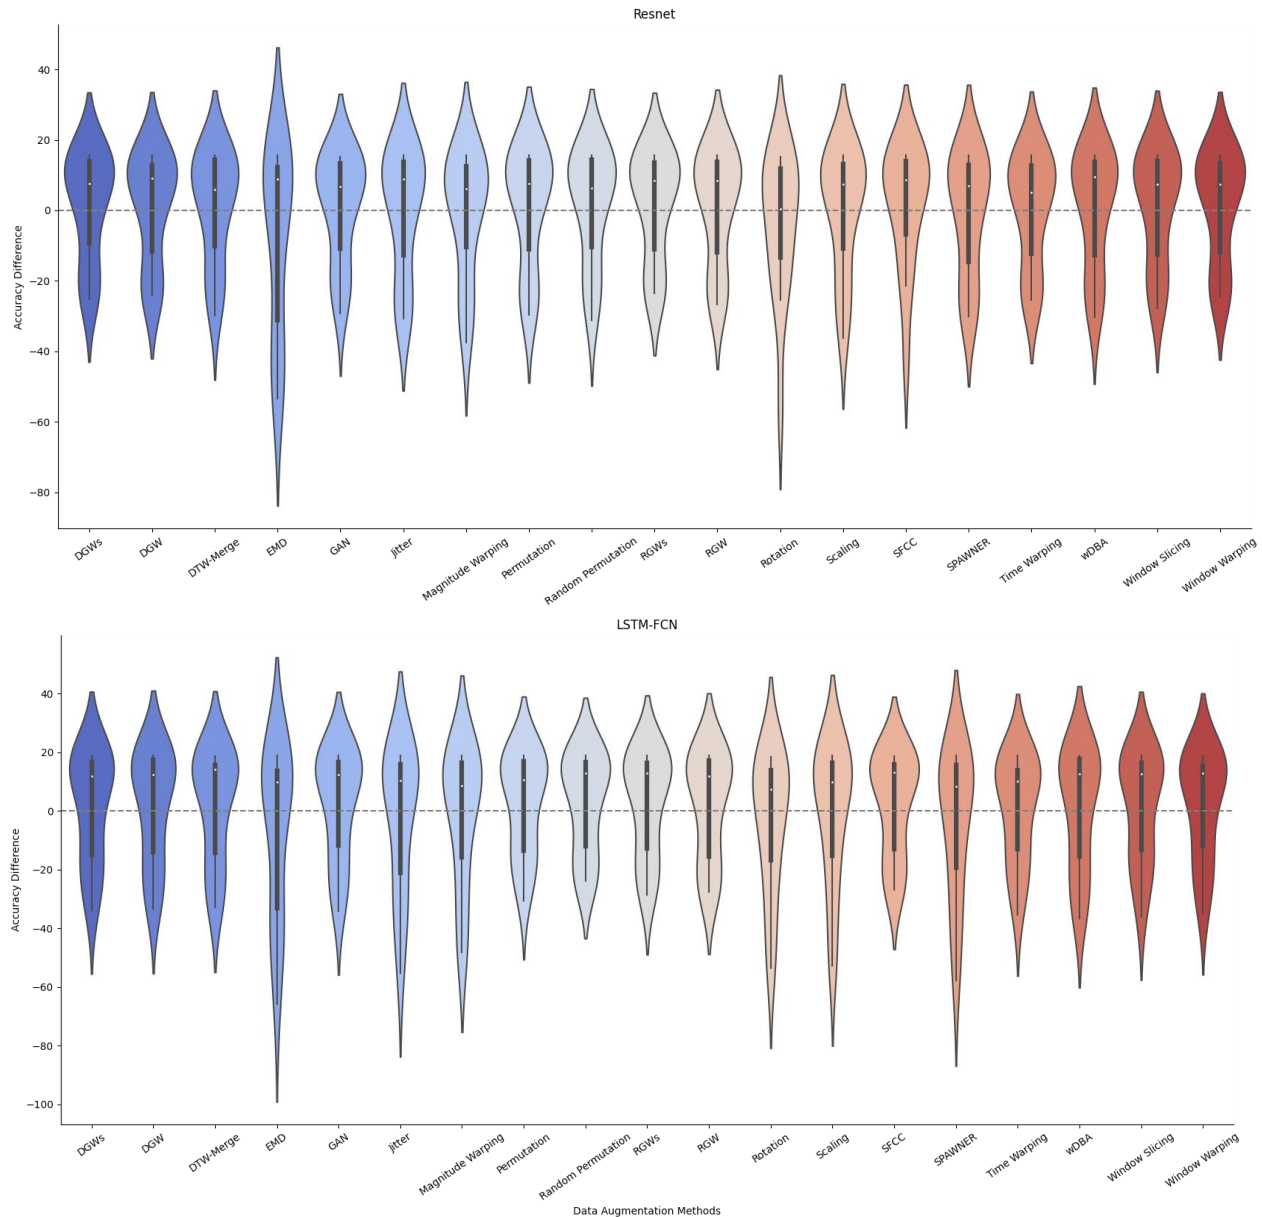 Resnet
40
20
0
−20
−40
−60
−80
Accuracy Difference
DGWs
DGW
DTW-Merge
EMD
GAN
Jitter
Magnitude Warping
Permutation
Random Permutation
RGWs
RGW
Rotation
Scaling
SFCC
SPAWNER
Time Warping
wDBA
Window Slicing
Window Warping
LSTM-FCN
40
20
0
−20
−40
−60
−80
−100
Accuracy Difference
DGWs
DGW
DTW-Merge
EMD
GAN
Jitter
Magnitude Warping
Permutation
Random Permutation
RGWs
RGW
Rotation
Scaling
SFCC
SPAWNER
Time Warping
wDBA
Window Slicing
Window Warping
Data Augmentation Methods